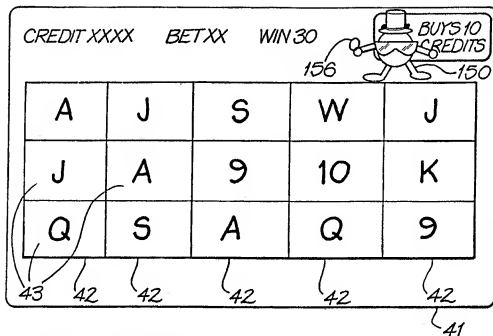 CREDIT XXXX BET XX WIN 30 BUYS 10
CREDITS
156 150
A J S W J
J A 9 10 K
Q S A Q 9
43 42 42 42 42 42
41